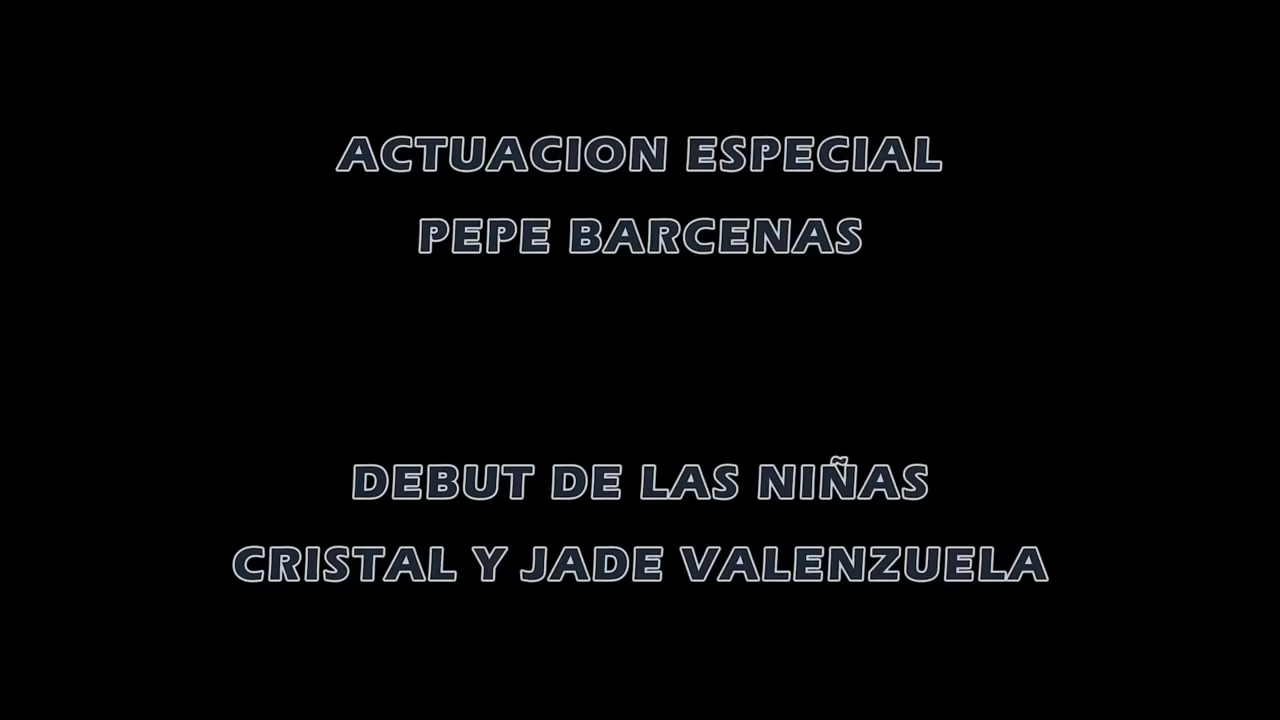 ACTUACION ESPECIAL
PEPE BARCENAS
DEBUT DE LAS NIÑAS
CRISTAL Y JADE VALENZUELA